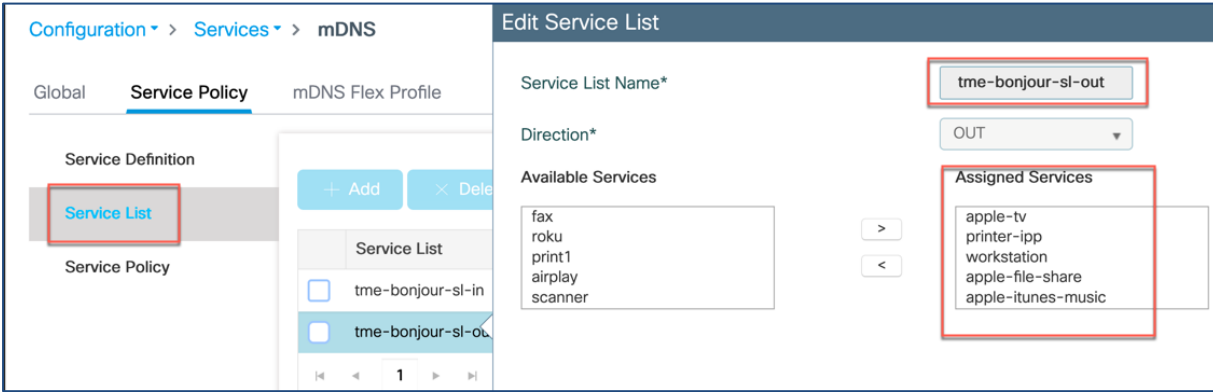 Configuration > Services > mDNS
Global Service Policy mDNS Flex Profile
Service Definition
Service List
Service Policy
+ Add × Dele
Service List
tme-bonjour-sl-in
tme-bonjour-sl-ou
1
Edit Service List
Service List Name* tme-bonjour-sl-out
Direction* OUT
Available Services
fax
roku
print1
airplay
scanner
>
<
Assigned Services
apple-tv
printer-ipp
workstation
apple-file-share
apple-itunes-music